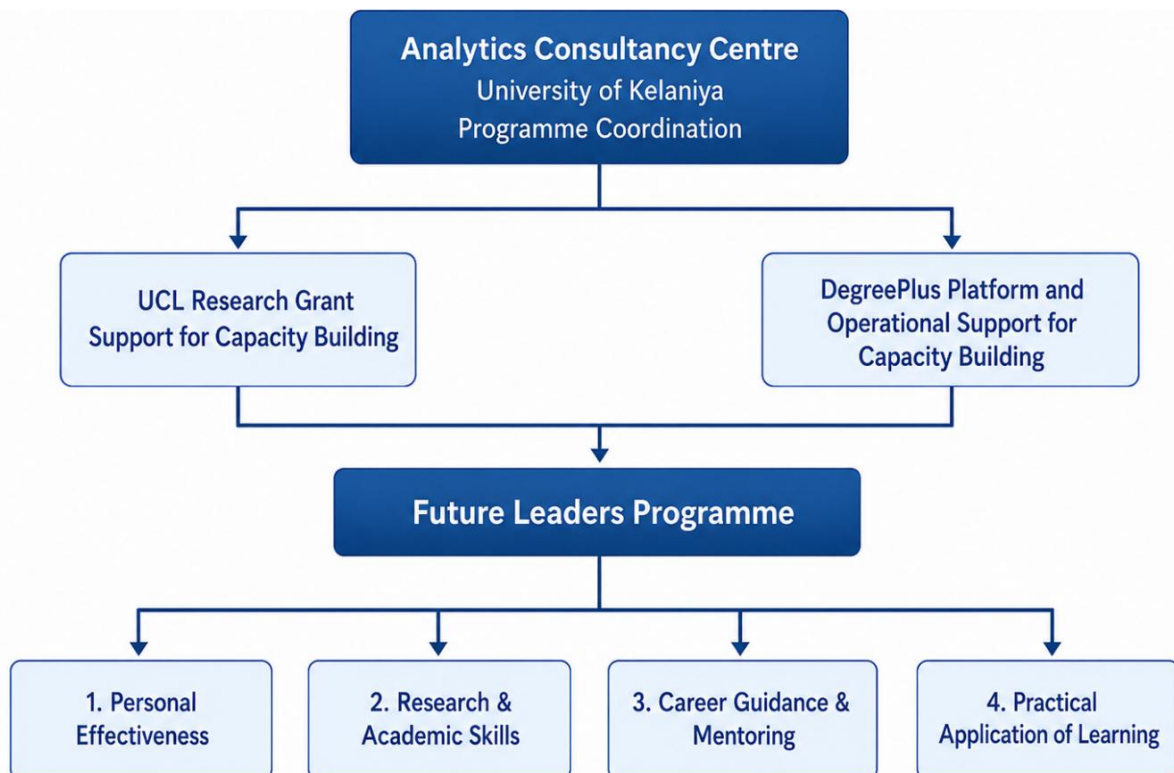 Analytics Consultancy Centre
University of Kelaniya
Programme Coordination
UCL Research Grant
Support for Capacity Building
DegreePlus Platform and
Operational Support for
Capacity Building
Future Leaders Programme
1. Personal
Effectiveness
2. Research &
Academic Skills
3. Career Guidance &
Mentoring
4. Practical
Application of Learning